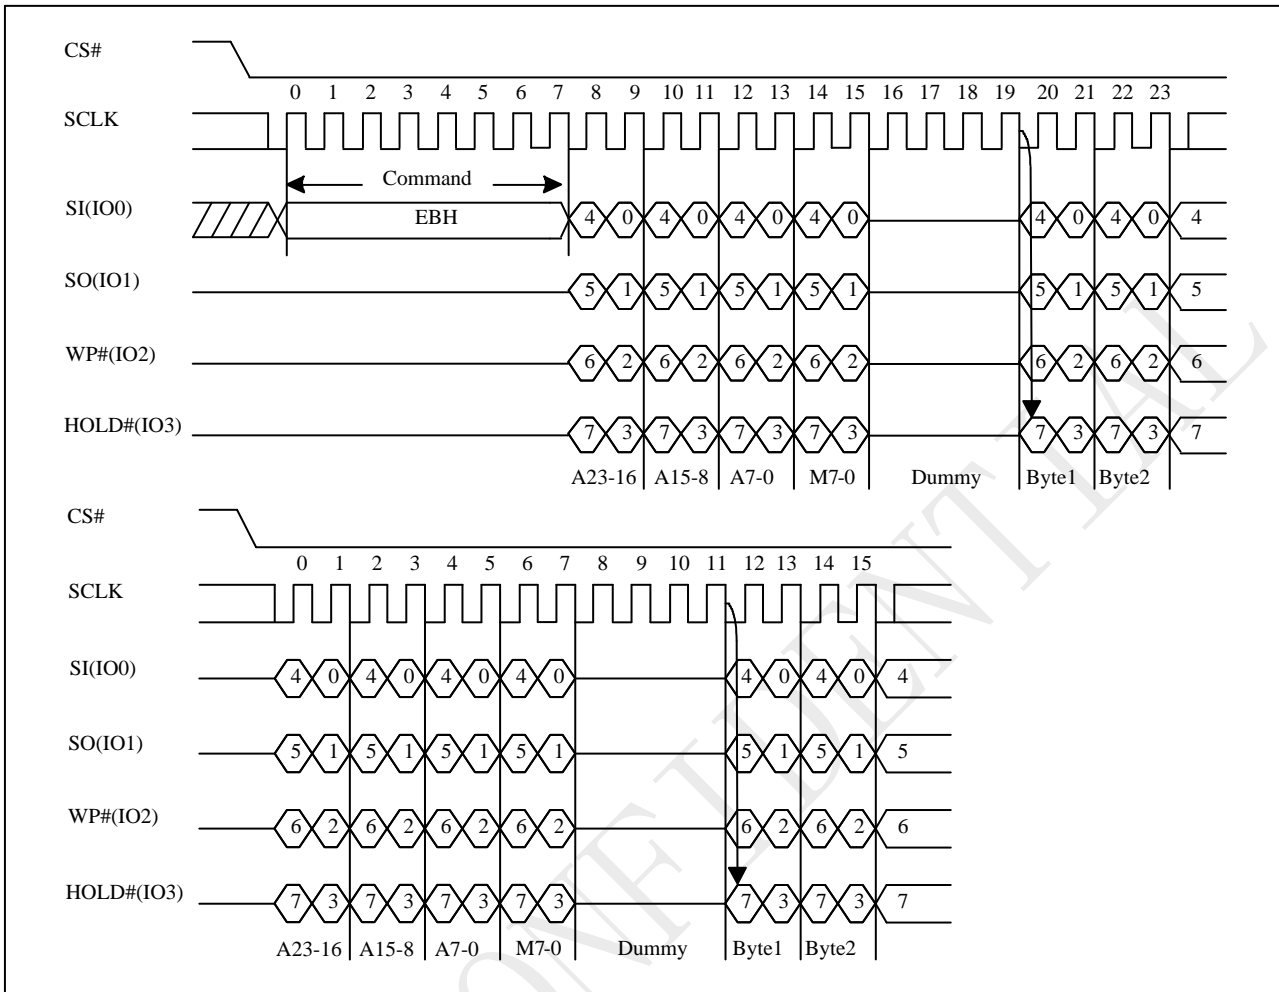 CS#
0 1 2 3 4 5 6 7 8 9 10 11 12 13 14 15 16 17 18 19 20 21 22 23
SCLK
Command
SI(IO0) EBH 4 0 4 0 4 0 4 0 4 0 4 0 4
SO(IO1) 5 1 5 1 5 1 5 1 5 1 5 1 5
WP#(IO2) 6 2 6 2 6 2 6 2 6 2 6 2 6
HOLD#(IO3) 7 3 7 3 7 3 7 3 7 3 7 3 7
A23-16 A15-8 A7-0 M7-0 Dummy Byte1 Byte2
CS#
0 1 2 3 4 5 6 7 8 9 10 11 12 13 14 15
SCLK
SI(IO0) 4 0 4 0 4 0 4 0 4 0 4 0 4
SO(IO1) 5 1 5 1 5 1 5 1 5 1 5 1 5
WP#(IO2) 6 2 6 2 6 2 6 2 6 2 6 2 6
HOLD#(IO3) 7 3 7 3 7 3 7 3 7 3 7 3 7
A23-16 A15-8 A7-0 M7-0 Dummy Byte1 Byte2
ONFIDENTIAL